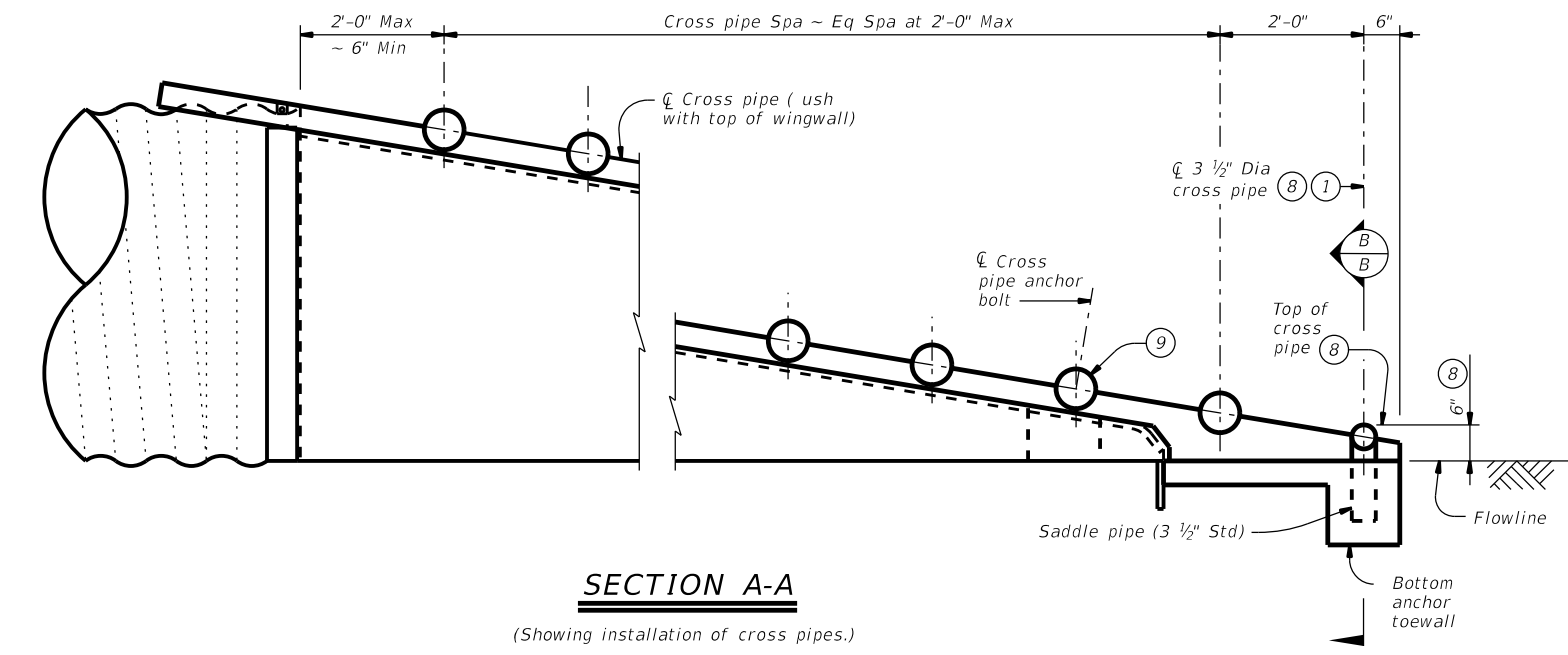 2'-0" Max
~ 6" Min
Cross pipe Spa ~ Eq Spa at 2'-0" Max
2'-0"
6"
℄ Cross pipe ( ush
with top of wingwall)
℄ 3 ½" Dia
cross pipe 8 1
B
B
℄ Cross
pipe anchor
bolt
9
Top of
cross
pipe 8
8
6"
Saddle pipe (3 ½" Std)
Flowline
Bottom
anchor
toewall
SECTION A-A
(Showing installation of cross pipes.)